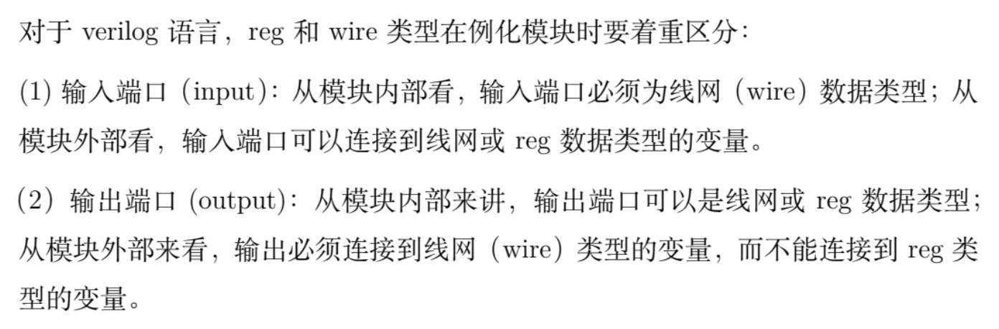 对于 verilog 语言，reg 和 wire 类型在例化模块时要着重区分：
(1) 输入端口（input）：从模块内部看，输入端口必须为线网（wire）数据类型；从
模块外部看，输入端口可以连接到线网或 reg 数据类型的变量。
（2）输出端口 (output)：从模块内部来讲，输出端口可以是线网或 reg 数据类型；
从模块外部来看，输出必须连接到线网（wire）类型的变量，而不能连接到 reg 类
型的变量。